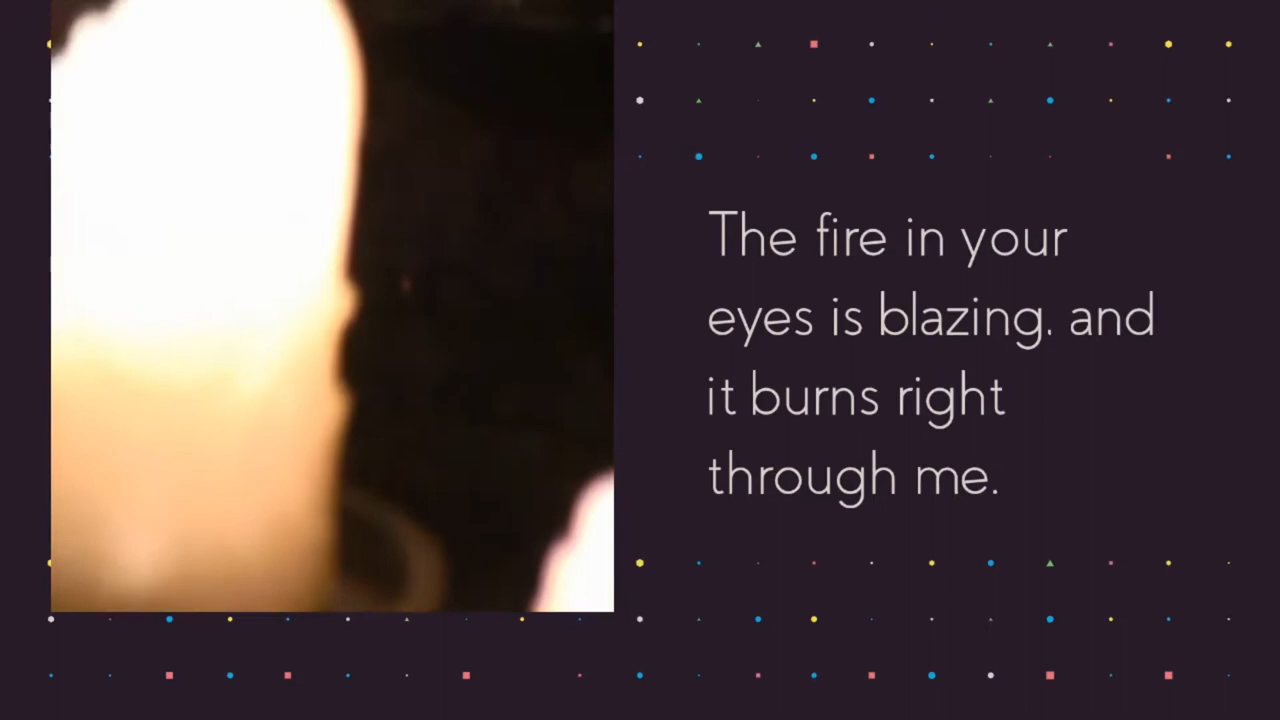 The fire in your
eyes is blazing. and
it burns right
through me.